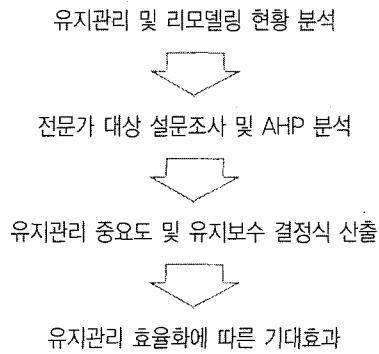 유지관리 및 리모델링 현황 분석
전문가 대상 설문조사 및 AHP 분석
유지관리 중요도 및 유지보수 결정식 산출
유지관리 효율화에 따른 기대효과